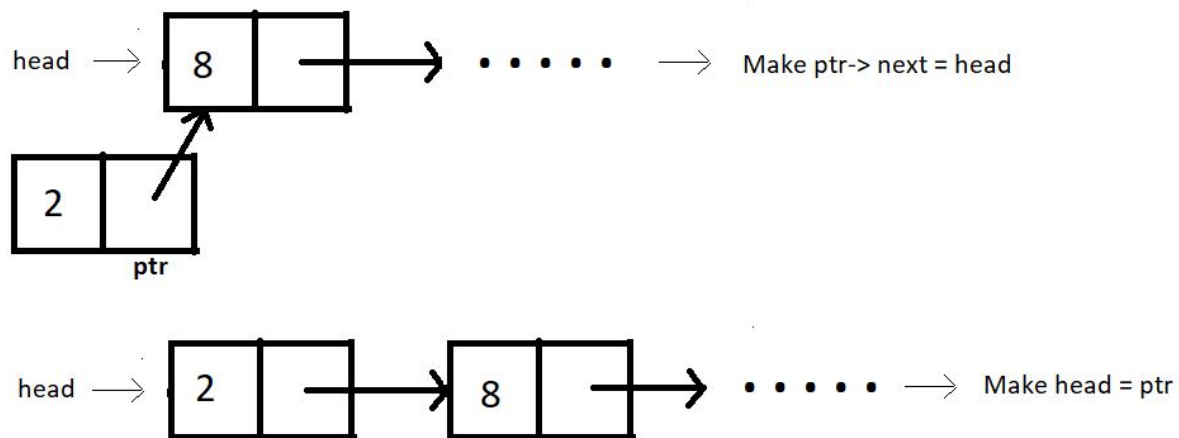 head
8
Make ptr-> next = head
2
ptr
head
2
8
Make head = ptr